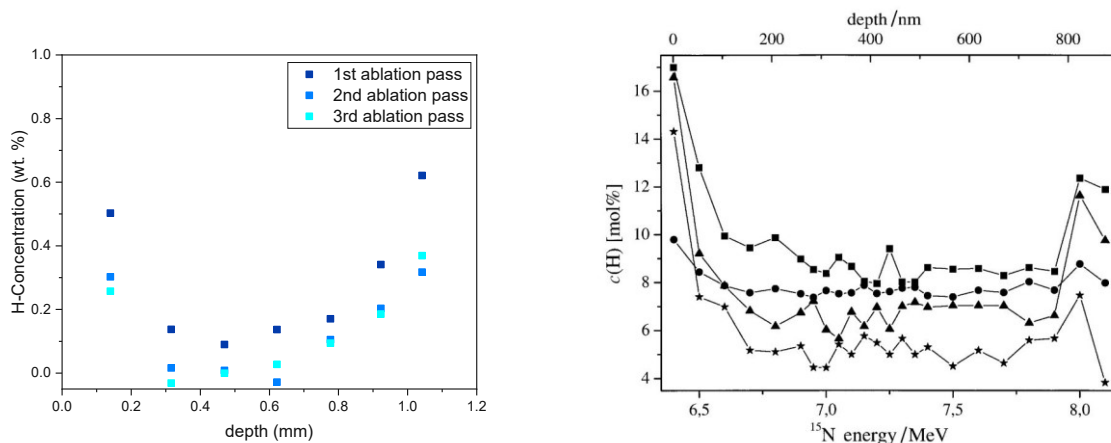 1.0
0.8
0.6
0.4
0.2
0.0
H-Concentration (wt. %)
1st ablation pass
2nd ablation pass
3rd ablation pass
0.0 0.2 0.4 0.6 0.8 1.0 1.2
depth (mm)
depth/nm
0 200 400 600 800
16
14
12
10
8
6
4
c(H) [mol%]
6,5 7,0 7,5 8,0
¹⁵N energy/MeV